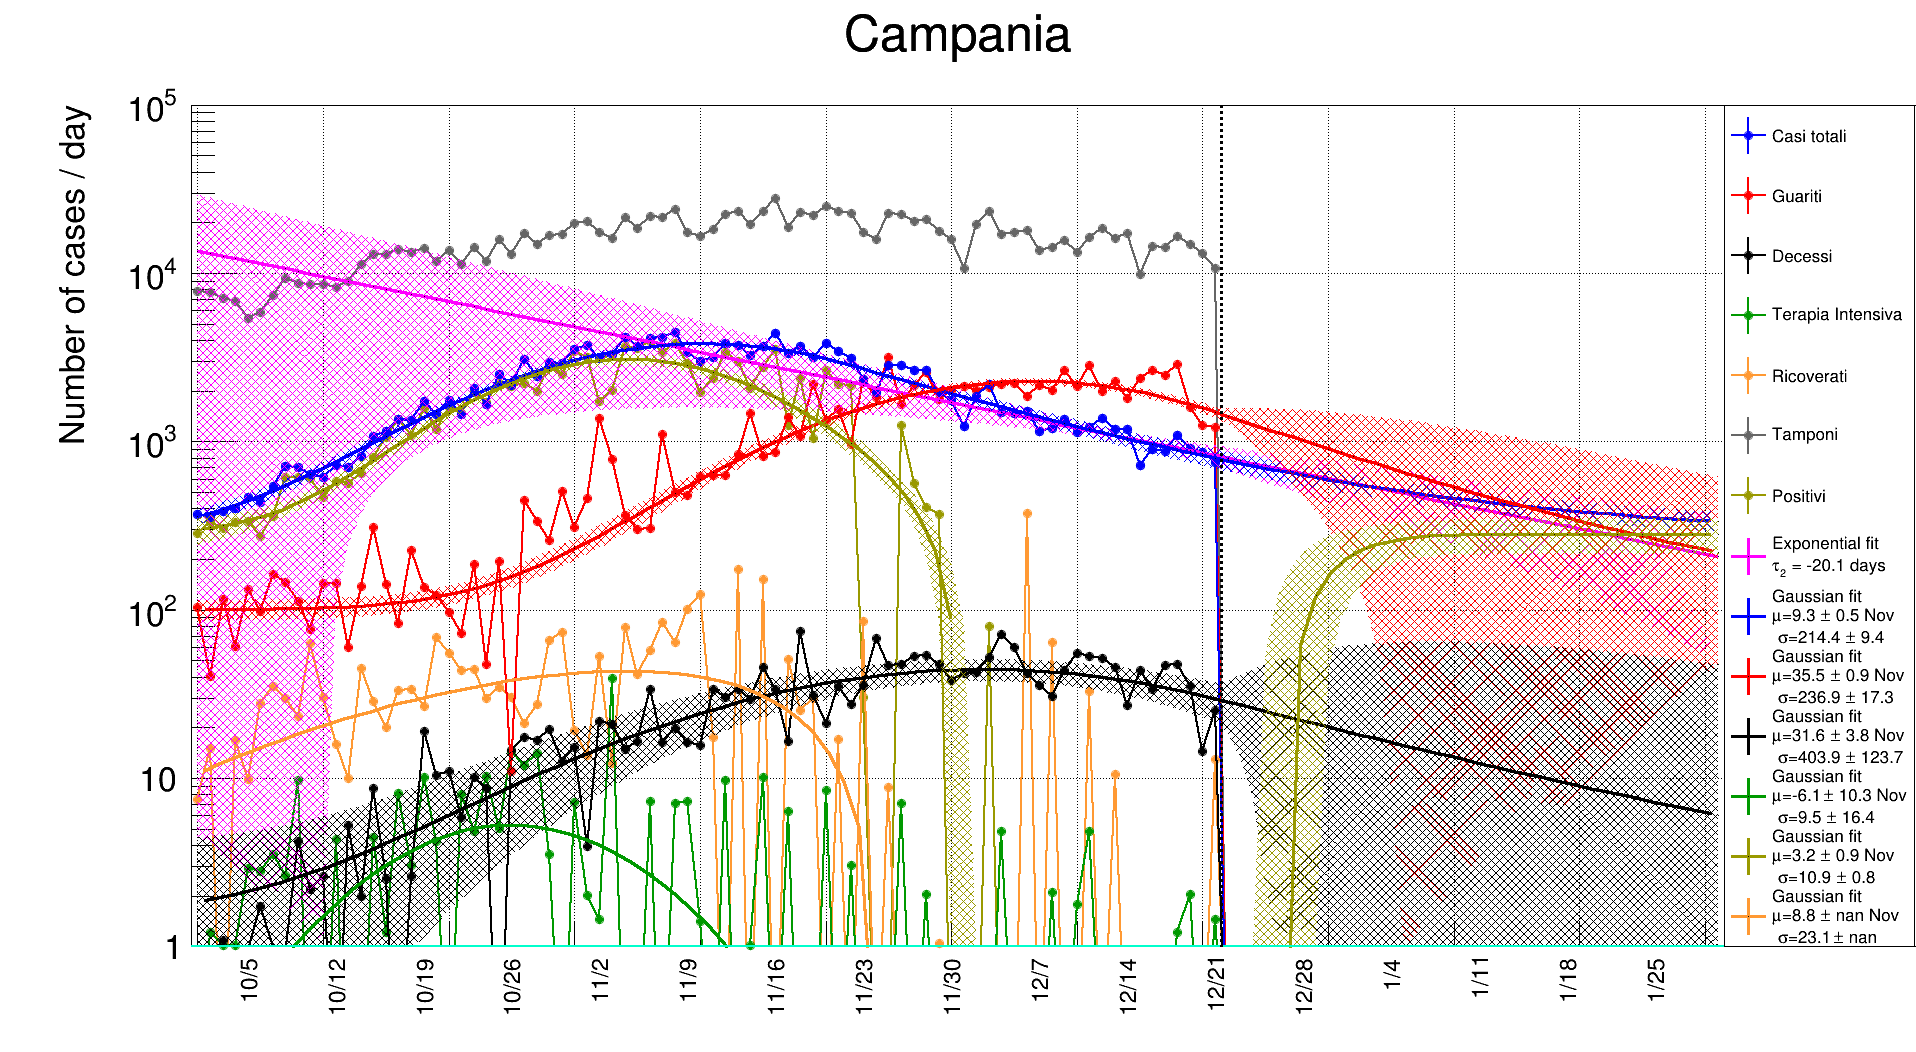 Campania
Number of cases / day
10^5
10^4
10^3
10^2
10
1
10/5
10/12
10/19
10/26
11/2
11/9
11/16
11/23
11/30
12/7
12/14
12/21
12/28
1/4
1/11
1/18
1/25
Casi totali
Guariti
Decessi
Terapia Intensiva
Ricoverati
Tamponi
Positivi
Exponential fit
τ_2 = -20.1 days
Gaussian fit
μ=9.3 ± 0.5 Nov
σ=214.4 ± 9.4
Gaussian fit
μ=35.5 ± 0.9 Nov
σ=236.9 ± 17.3
Gaussian fit
μ=31.6 ± 3.8 Nov
σ=403.9 ± 123.7
Gaussian fit
μ=-6.1 ± 10.3 Nov
σ=9.5 ± 16.4
Gaussian fit
μ=3.2 ± 0.9 Nov
σ=10.9 ± 0.8
Gaussian fit
μ=8.8 ± nan Nov
σ=23.1 ± nan